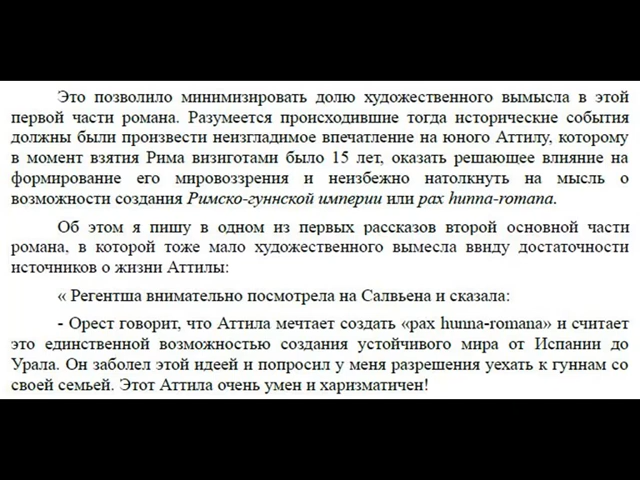 Это позволило минимизировать долю художественного вымысла в этой
первой части романа. Разумеется происходившие тогда исторические события
должны были произвести неизгладимое впечатление на юного Аттилу, которому
в момент взятия Рима визиготами было 15 лет, оказать решающее влияние на
формирование его мировоззрения и неизбежно натолкнуть на мысль о
возможности создания Римско-гуннской империи или pax hunna-romana.
Об этом я пишу в одном из первых рассказов второй основной части
романа, в которой тоже мало художественного вымесла ввиду достаточности
источников о жизни Аттилы:
« Регентша внимательно посмотрела на Салвьена и сказала:
- Орест говорит, что Аттила мечтает создать «pax hunna-romana» и считает
это единственной возможностью создания устойчивого мира от Испании до
Урала. Он заболел этой идеей и попросил у меня разрешения уехать к гуннам со
своей семьей. Этот Аттила очень умен и харизматичен!